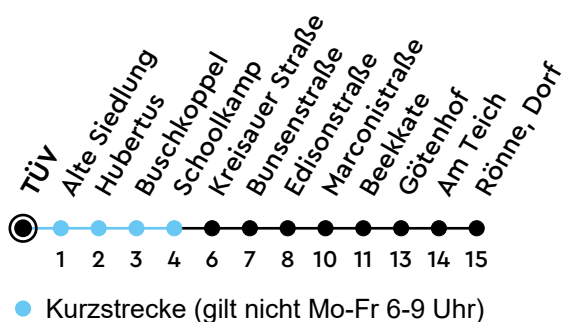 TÜV
Alte Siedlung
Hubertus
Buschkoppel
Schoolkamp
Kreisauer Straße
Bunsenstraße
Edisonstraße
Marconistraße
Beekkate
Götenhof
Am Teich
Rönne, Dorf
1 2 3 4 6 7 8 10 11 13 14 15
Kurzstrecke (gilt nicht Mo-Fr 6-9 Uhr)